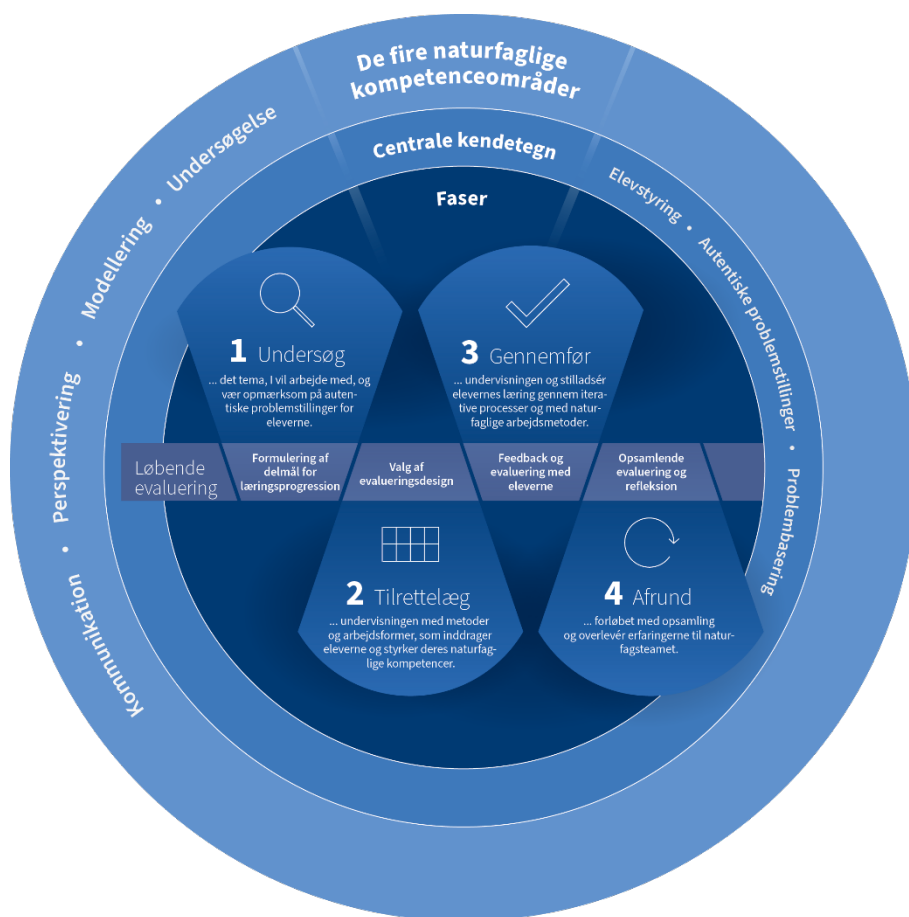 De fire naturfaglige
kompetenceområder
Kommunikation • Perspektivering • Modellering • Undersøgelse
Centrale kendetegn
Elevstyring • Autentiske problemstillinger • Problembasering
Faser
1 Undersøg
... det tema, I vil arbejde med, og
vær opmærksom på auten-
tiske problemstillinger for
eleverne.
3 Gennemfør
... undervisningen og stilladsér
elevernes læring gennem itera-
tive processer og med natur-
faglige arbejdsmetoder.
Løbende
evaluering
Formulering af
delmål for
læringsprogression
Valg af
evalueringsdesign
Feedback og
evaluering med
eleverne
Opsamlende
evaluering og
refleksion
2 Tilrettelæg
... undervisningen med metoder
og arbejdsformer, som inddrager
eleverne og styrker deres naturfag-
lige kompetencer.
4 Afrund
... forløbet med opsamling
og overlevér erfaringerne til natur-
fagsteamet.